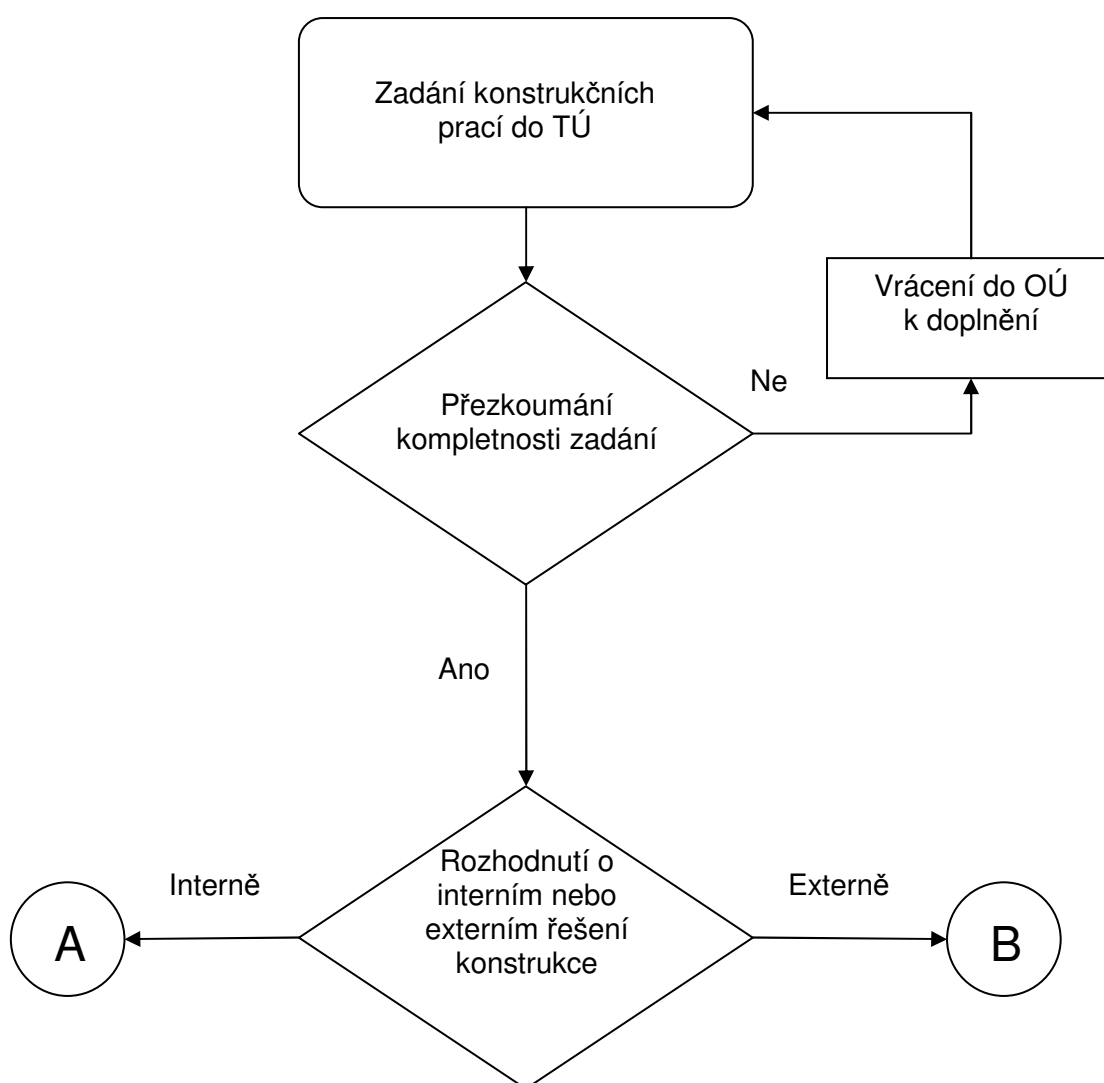 Zadání konstrukčních
prací do TÚ
Vrácení do OÚ
k doplnění
Ne
Přezkoumání
kompletnosti zadání
Ano
Rozhodnutí o
interním nebo
externím řešení
konstrukce
Interně
Externě
A
B